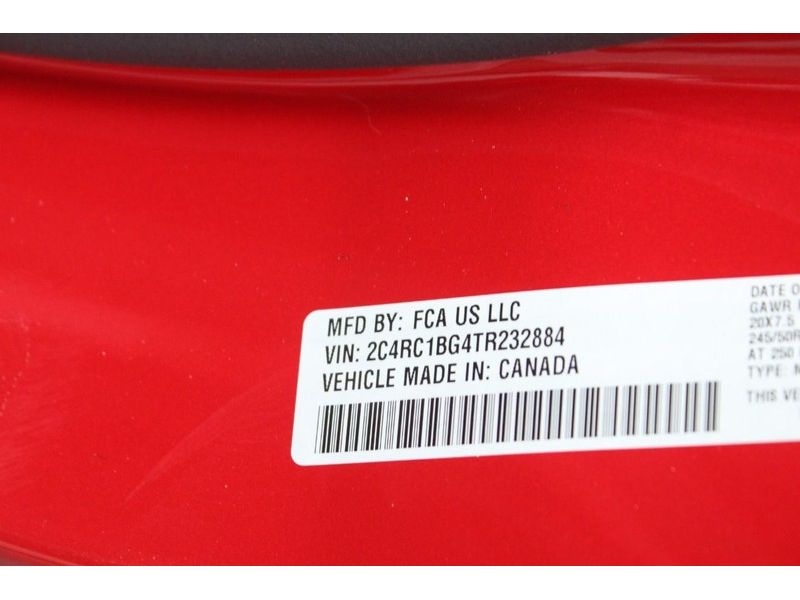 MFD BY: FCA US LLC
VIN: 2C4RC1BG4TR232884
VEHICLE MADE IN: CANADA
DATE O
GAWR
20X7.5
245/50R
AT 250
TYPE:
THIS VE